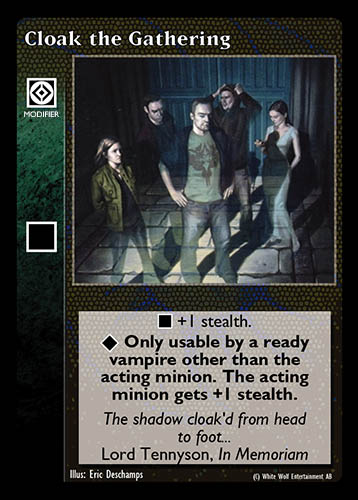 Cloak the Gathering
MODIFIER
+1 stealth.
Only usable by a ready
vampire other than the
acting minion. The acting
minion gets +1 stealth.
The shadow cloak'd from head
to foot...
Lord Tennyson, In Memoriam
Illus: Eric Deschamps
(C) White Wolf Entertainment AB